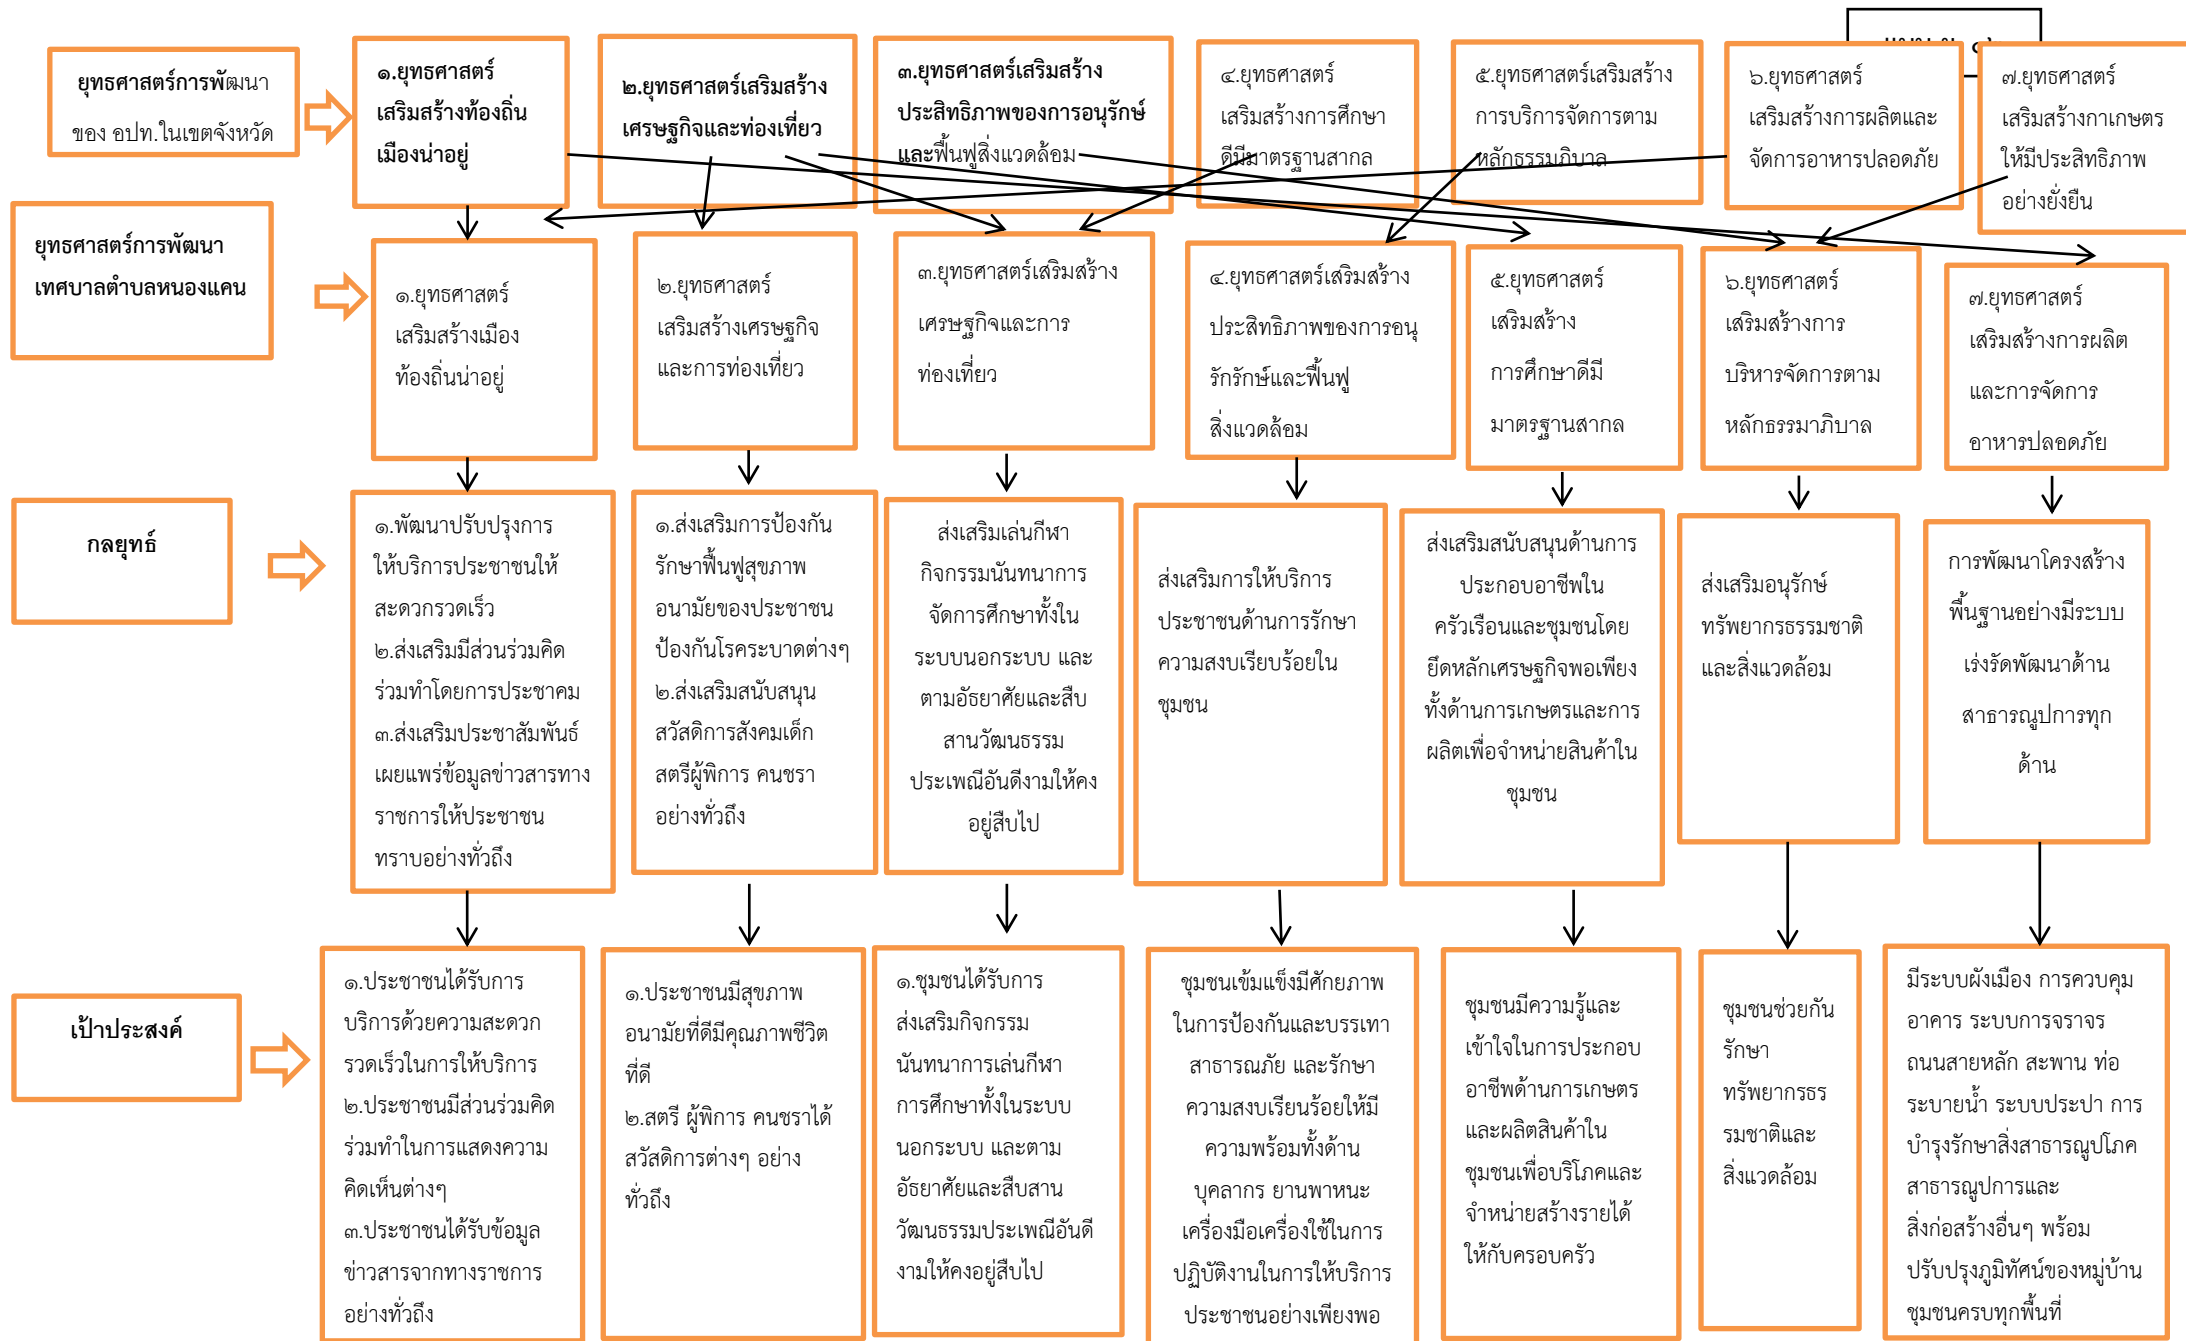 ยุทธศาสตร์การพัฒนา
ของ อปท.ในเขตจังหวัด
๑.ยุทธศาสตร์
เสริมสร้างท้องถิ่น
เมืองน่าอยู่
๒.ยุทธศาสตร์เสริมสร้าง
เศรษฐกิจและท่องเที่ยว
๓.ยุทธศาสตร์เสริมสร้าง
ประสิทธิภาพของการอนุรักษ์
และฟื้นฟูสิ่งแวดล้อม
๔.ยุทธศาสตร์
เสริมสร้างการศึกษา
ดีมีมาตรฐานสากล
๕.ยุทธศาสตร์เสริมสร้าง
การบริการจัดการตาม
หลักธรรมภิบาล
๖.ยุทธศาสตร์
เสริมสร้างการผลิตและ
จัดการอาหารปลอดภัย
๗.ยุทธศาสตร์
เสริมสร้างกาเกษตร
ให้มีประสิทธิภาพ
อย่างยั่งยืน
ยุทธศาสตร์การพัฒนา
เทศบาลตำบลหนองแคน
๑.ยุทธศาสตร์
เสริมสร้างเมือง
ท้องถิ่นน่าอยู่
๒.ยุทธศาสตร์
เสริมสร้างเศรษฐกิจ
และการท่องเที่ยว
๓.ยุทธศาสตร์เสริมสร้าง
เศรษฐกิจและการ
ท่องเที่ยว
๔.ยุทธศาสตร์เสริมสร้าง
ประสิทธิภาพของการอนุ
รักรักษ์และฟื้นฟู
สิ่งแวดล้อม
๕.ยุทธศาสตร์
เสริมสร้าง
การศึกษาดีมี
มาตรฐานสากล
๖.ยุทธศาสตร์
เสริมสร้างการ
บริหารจัดการตาม
หลักธรรมาภิบาล
๗.ยุทธศาสตร์
เสริมสร้างการผลิต
และการจัดการ
อาหารปลอดภัย
กลยุทธ์
๑.พัฒนาปรับปรุงการ
ให้บริการประชาชนให้
สะดวกรวดเร็ว
๒.ส่งเสริมมีส่วนร่วมคิด
ร่วมทำโดยการประชาคม
๓.ส่งเสริมประชาสัมพันธ์
เผยแพร่ข้อมูลข่าวสารทาง
ราชการให้ประชาชน
ทราบอย่างทั่วถึง
๑.ส่งเสริมการป้องกัน
รักษาฟื้นฟูสุขภาพ
อนามัยของประชาชน
ป้องกันโรคระบาดต่างๆ
๒.ส่งเสริมสนับสนุน
สวัสดิการสังคมเด็ก
สตรีผู้พิการ คนชรา
อย่างทั่วถึง
ส่งเสริมเล่นกีฬา
กิจกรรมนันทนาการ
จัดการศึกษาทั้งใน
ระบบนอกระบบ และ
ตามอัธยาศัยและสืบ
สานวัฒนธรรม
ประเพณีอันดีงามให้คง
อยู่สืบไป
ส่งเสริมการให้บริการ
ประชาชนด้านการรักษา
ความสงบเรียบร้อยใน
ชุมชน
ส่งเสริมสนับสนุนด้านการ
ประกอบอาชีพใน
ครัวเรือนและชุมชนโดย
ยึดหลักเศรษฐกิจพอเพียง
ทั้งด้านการเกษตรและการ
ผลิตเพื่อจำหน่ายสินค้าใน
ชุมชน
ส่งเสริมอนุรักษ์
ทรัพยากรธรรมชาติ
และสิ่งแวดล้อม
การพัฒนาโครงสร้าง
พื้นฐานอย่างมีระบบ
เร่งรัดพัฒนาด้าน
สาธารณูปการทุก
ด้าน
เป้าประสงค์
๑.ประชาชนได้รับการ
บริการด้วยความสะดวก
รวดเร็วในการให้บริการ
๒.ประชาชนมีส่วนร่วมคิด
ร่วมทำในการแสดงความ
คิดเห็นต่างๆ
๓.ประชาชนได้รับข้อมูล
ข่าวสารจากทางราชการ
อย่างทั่วถึง
๑.ประชาชนมีสุขภาพ
อนามัยที่ดีมีคุณภาพชีวิต
ที่ดี
๒.สตรี ผู้พิการ คนชราได้
สวัสดิการต่างๆ อย่าง
ทั่วถึง
๑.ชุมชนได้รับการ
ส่งเสริมกิจกรรม
นันทนาการเล่นกีฬา
การศึกษาทั้งในระบบ
นอกระบบ และตาม
อัธยาศัยและสืบสาน
วัฒนธรรมประเพณีอันดี
งามให้คงอยู่สืบไป
ชุมชนเข้มแข็งมีศักยภาพ
ในการป้องกันและบรรเทา
สาธารณภัย และรักษา
ความสงบเรียนร้อยให้มี
ความพร้อมทั้งด้าน
บุคลากร ยานพาหนะ
เครื่องมือเครื่องใช้ในการ
ปฏิบัติงานในการให้บริการ
ประชาชนอย่างเพียงพอ
ชุมชนมีความรู้และ
เข้าใจในการประกอบ
อาชีพด้านการเกษตร
และผลิตสินค้าใน
ชุมชนเพื่อบริโภคและ
จำหน่ายสร้างรายได้
ให้กับครอบครัว
ชุมชนช่วยกัน
รักษา
ทรัพยากรธร
รมชาติและ
สิ่งแวดล้อม
มีระบบผังเมือง การควบคุม
อาคาร ระบบการจราจร
ถนนสายหลัก สะพาน ท่อ
ระบายน้ำ ระบบประปา การ
บำรุงรักษาสิ่งสาธารณูปโภค
สาธารณูปการและ
สิ่งก่อสร้างอื่นๆ พร้อม
ปรับปรุงภูมิทัศน์ของหมู่บ้าน
ชุมชนครบทุกพื้นที่